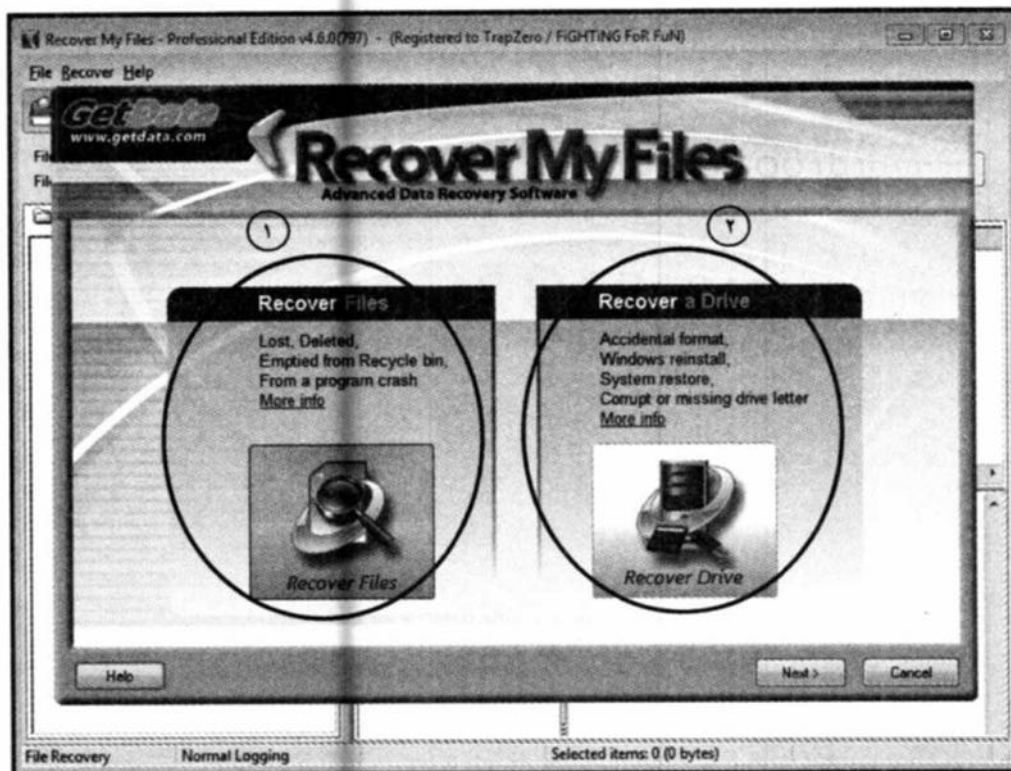 Recover My Files - Professional Edition v4.6.0(797) - (Registered to TrapZero / FiGHTiNG FoR FuN)
File Recover Help
GetData
www.getdata.com
Recover My Files
Advanced Data Recovery Software
Fil
Fil
١
٢
Recover Files
Lost, Deleted,
Emptied from Recycle bin,
From a program crash
More info
Recover Files
Recover a Drive
Accidental format,
Windows reinstall,
System restore,
Corrupt or missing drive letter
More info
Recover Drive
Help
Next >
Cancel
File Recovery
Normal Logging
Selected items: 0 (0 bytes)